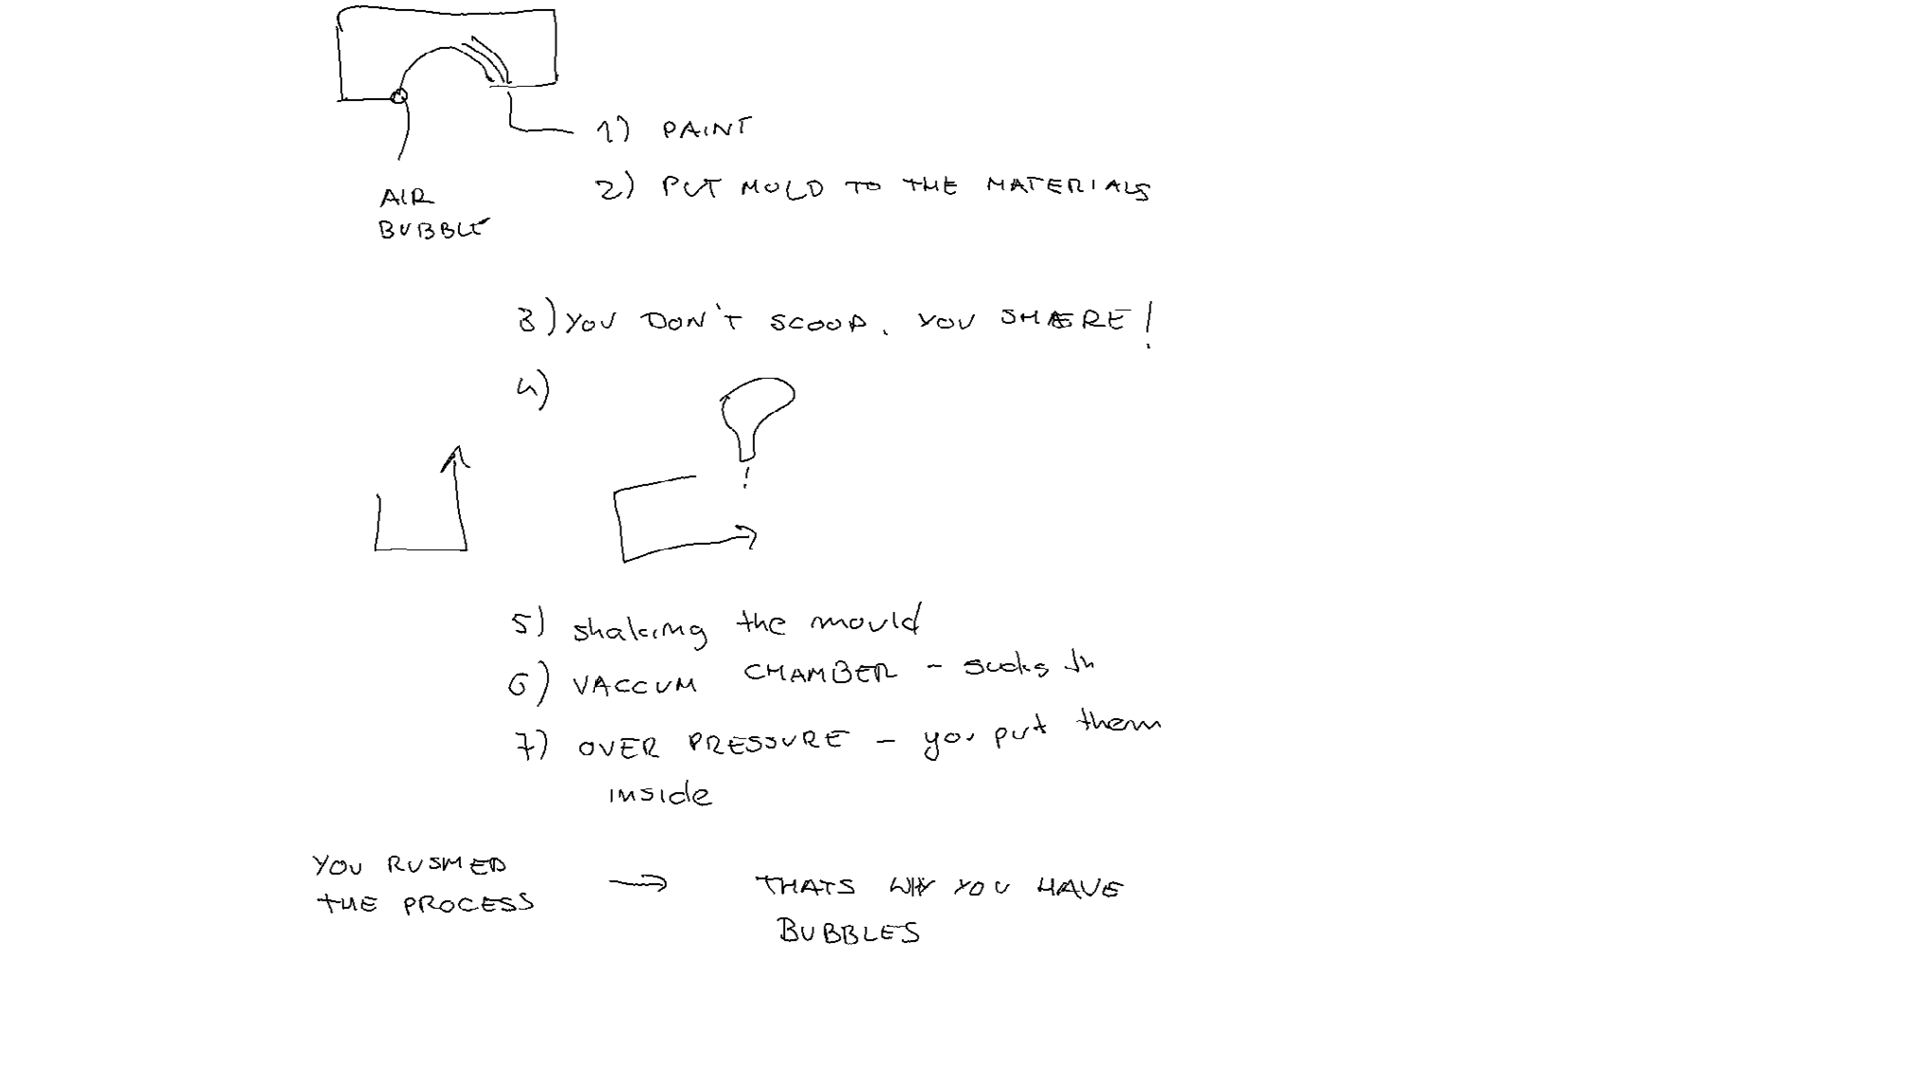 1) PAINT
2) PUT MOLD TO THE MATERIALS
AIR
BUBBLE
3) YOU DON'T SCOOP. YOU SHARE!
4)
5) shaking the mould
6) VACCUM CHAMBER - sucks in
7) OVER PRESSURE - you put them
inside
YOU RUSHED
THE PROCESS
→ THATS WHY YOU HAVE
BUBBLES